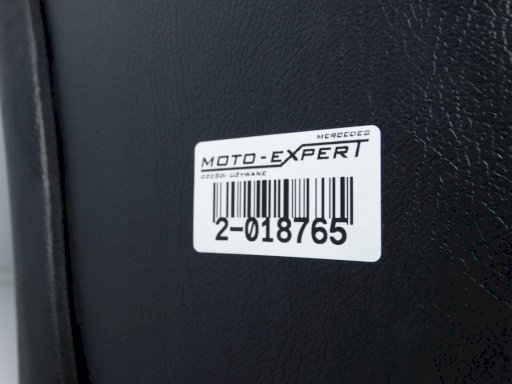 MERCEDES
MOTO-EXPERT
CZĘŚCI UŻYWANE
2-018765